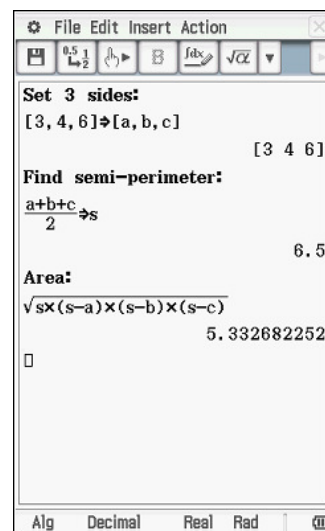 File Edit Insert Action
0.5 1 2 B ∫dx √α
Set 3 sides:
[3,4,6]⇒[a,b,c]
[3 4 6]
Find semi-perimeter:
a+b+c
2
⇒s
6.5
Area:
√s×(s-a)×(s-b)×(s-c)
5.332682252
Alg Decimal Real Rad